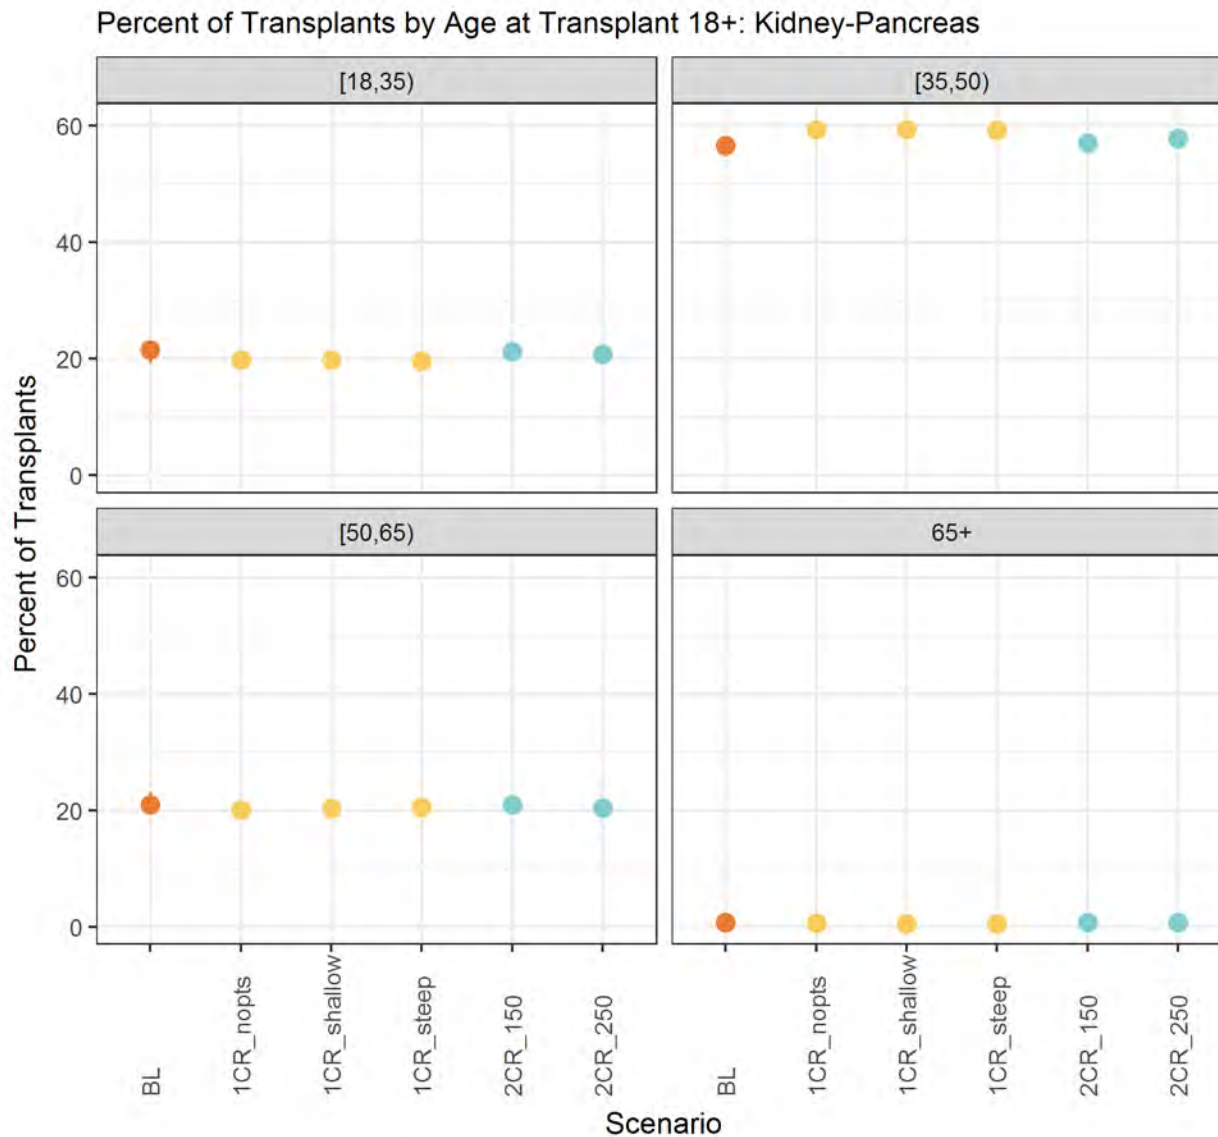 Percent of Transplants by Age at Transplant 18+: Kidney-Pancreas
[18,35)
[35,50)
60
40
20
0
[50,65)
65+
60
40
20
0
Percent of Transplants
BL
1CR_nopts
1CR_shallow
1CR_steep
2CR_150
2CR_250
BL
1CR_nopts
1CR_shallow
1CR_steep
2CR_150
2CR_250
Scenario